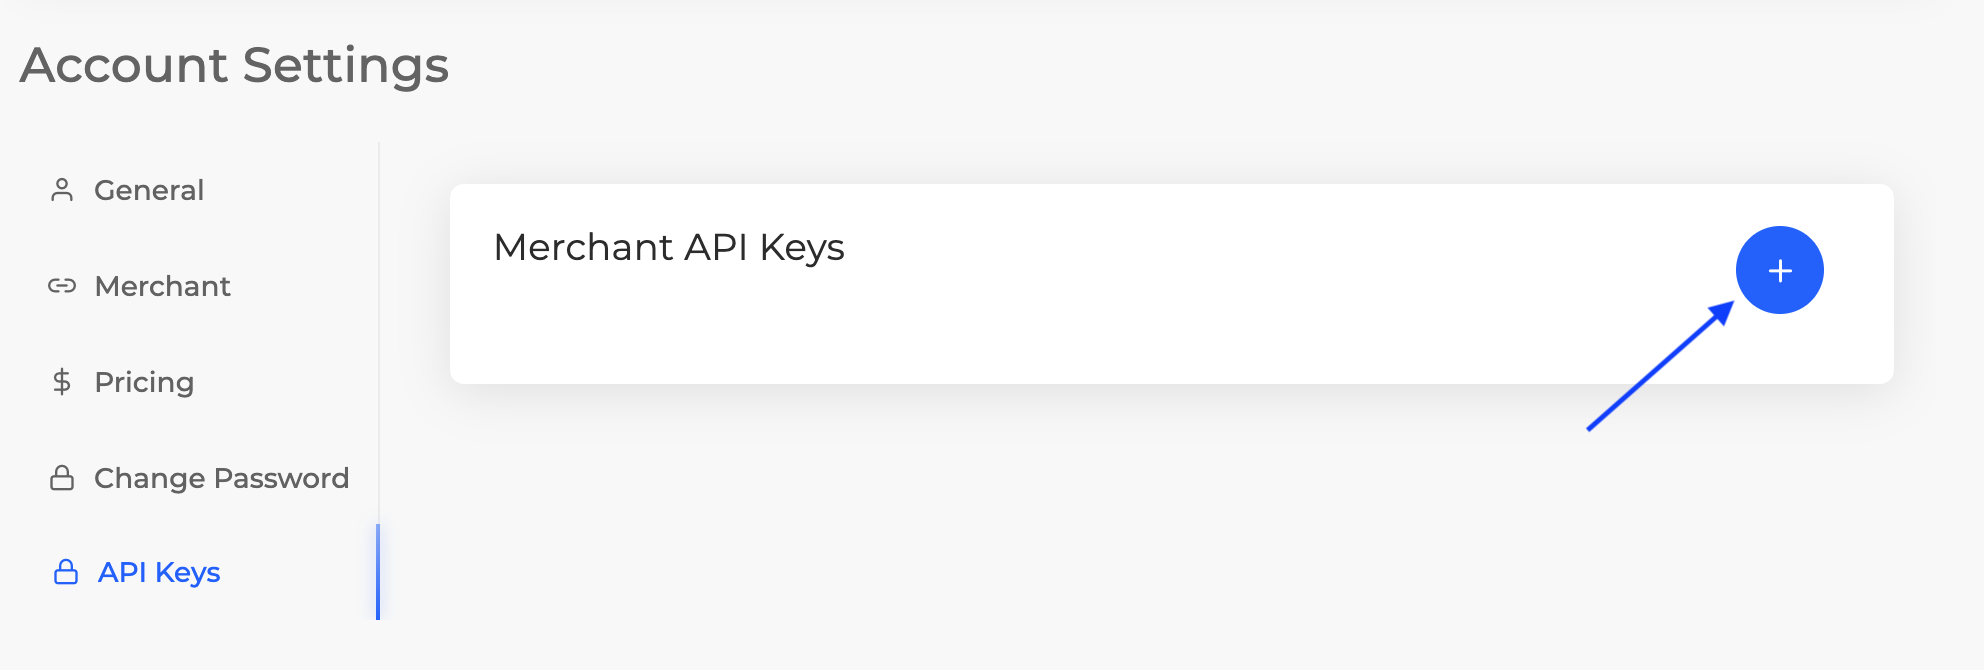 Account Settings
General
Merchant
Pricing
Change Password
API Keys
Merchant API Keys